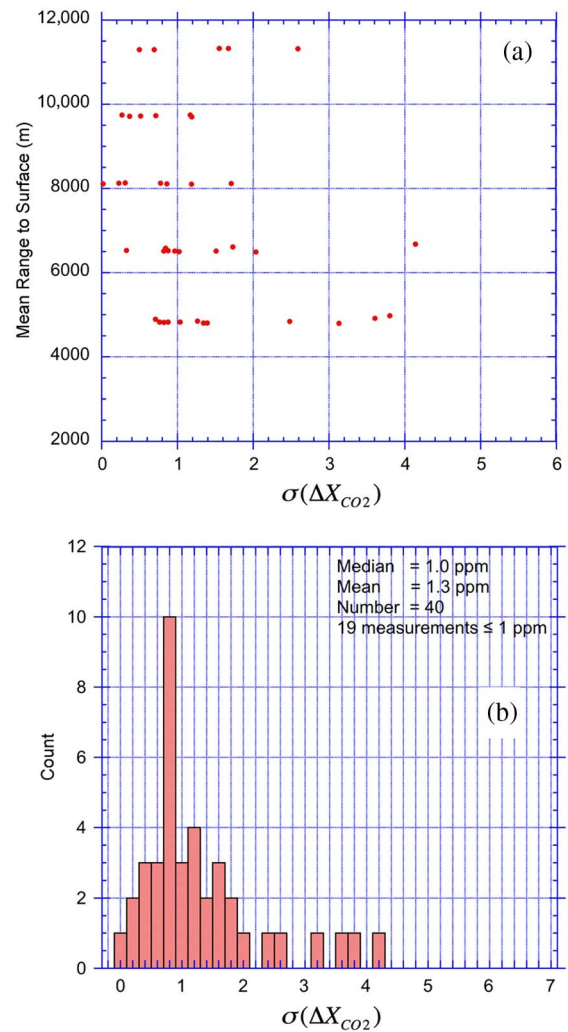 12,000
10,000
8000
6000
4000
2000
Mean Range to Surface (m)
(a)
0 1 2 3 4 5 6
σ(ΔX_CO2)
12
10
8
6
4
2
0
Count
Median = 1.0 ppm
Mean = 1.3 ppm
Number = 40
19 measurements ≤ 1 ppm
(b)
0 1 2 3 4 5 6 7
σ(ΔX_CO2)